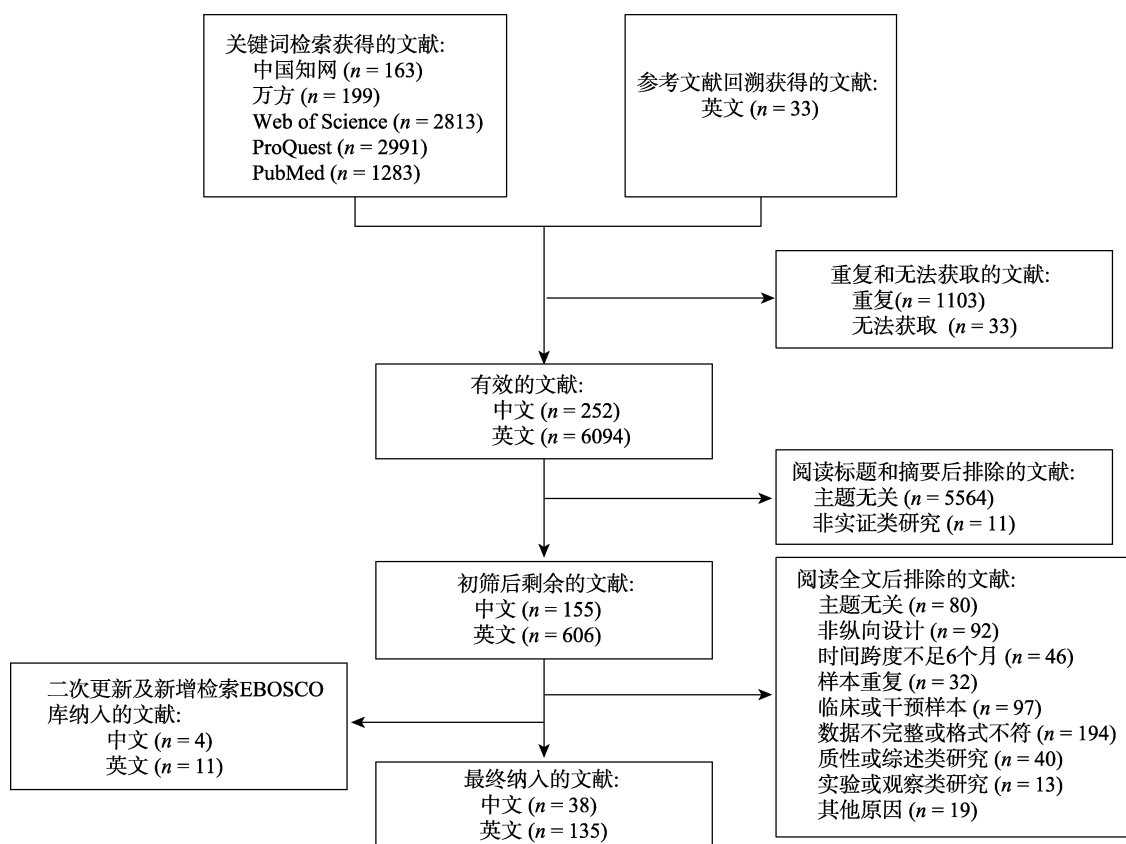 关键词检索获得的文献:
中国知网 (n = 163)
万方 (n = 199)
Web of Science (n = 2813)
ProQuest (n = 2991)
PubMed (n = 1283)
参考文献回溯获得的文献:
英文 (n = 33)
重复和无法获取的文献:
重复(n = 1103)
无法获取 (n = 33)
有效的文献:
中文 (n = 252)
英文 (n = 6094)
阅读标题和摘要后排除的文献:
主题无关 (n = 5564)
非实证类研究 (n = 11)
初筛后剩余的文献:
中文 (n = 155)
英文 (n = 606)
阅读全文后排除的文献:
主题无关 (n = 80)
非纵向设计 (n = 92)
时间跨度不足6个月 (n = 46)
样本重复 (n = 32)
临床或干预样本 (n = 97)
数据不完整或格式不符 (n = 194)
质性或综述类研究 (n = 40)
实验或观察类研究 (n = 13)
其他原因 (n = 19)
二次更新及新增检索EBOSCO
库纳入的文献:
中文 (n = 4)
英文 (n = 11)
最终纳入的文献:
中文 (n = 38)
英文 (n = 135)